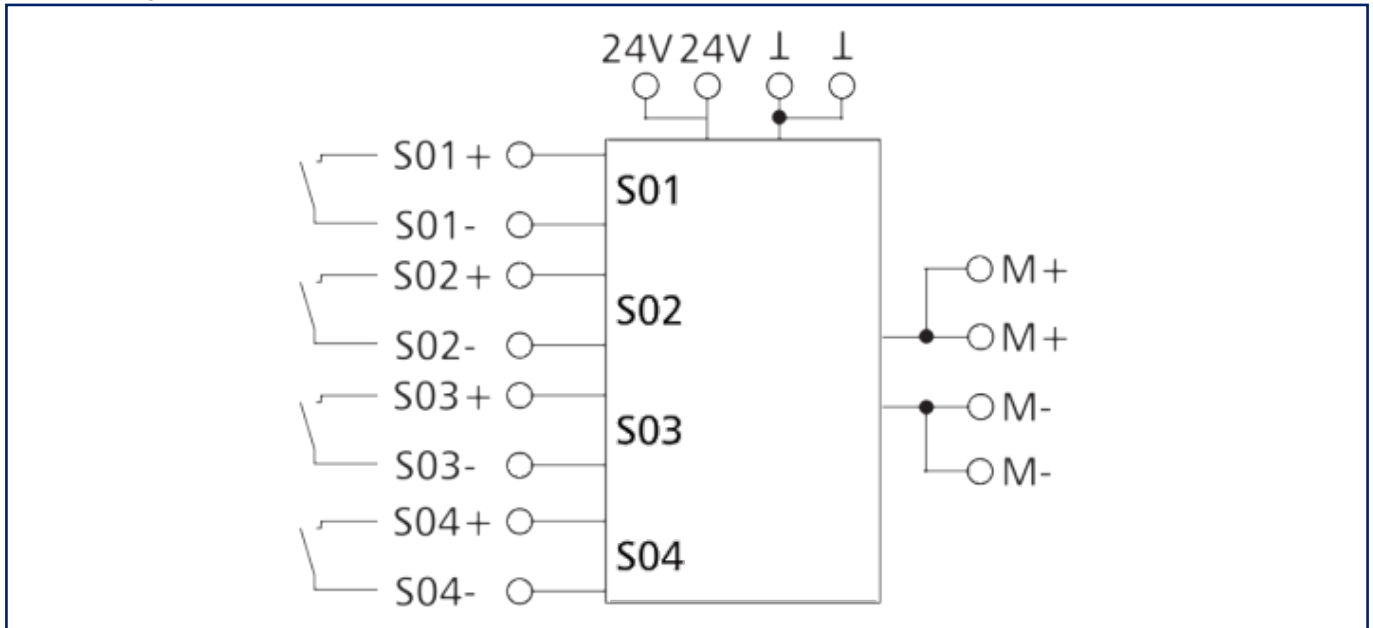 24V 24V ⊥ ⊥
S01+
S01
S01-
S02+
M+
S02
M+
S02-
S03+
M-
S03
S03-
M-
S04+
S04
S04-